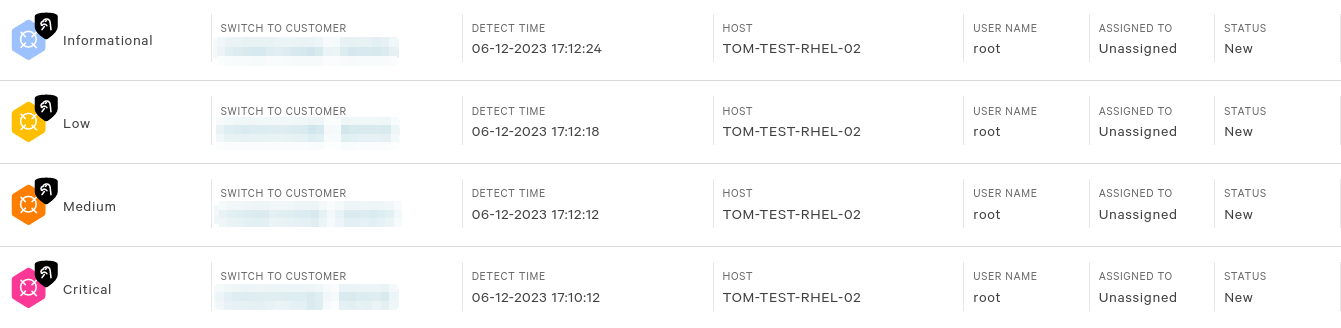 SWITCH TO CUSTOMER DETECT TIME HOST USER NAME ASSIGNED TO STATUS
Informational 06-12-2023 17:12:24 TOM-TEST-RHEL-02 root Unassigned New
SWITCH TO CUSTOMER DETECT TIME HOST USER NAME ASSIGNED TO STATUS
Low 06-12-2023 17:12:18 TOM-TEST-RHEL-02 root Unassigned New
SWITCH TO CUSTOMER DETECT TIME HOST USER NAME ASSIGNED TO STATUS
Medium 06-12-2023 17:12:12 TOM-TEST-RHEL-02 root Unassigned New
SWITCH TO CUSTOMER DETECT TIME HOST USER NAME ASSIGNED TO STATUS
Critical 06-12-2023 17:10:12 TOM-TEST-RHEL-02 root Unassigned New